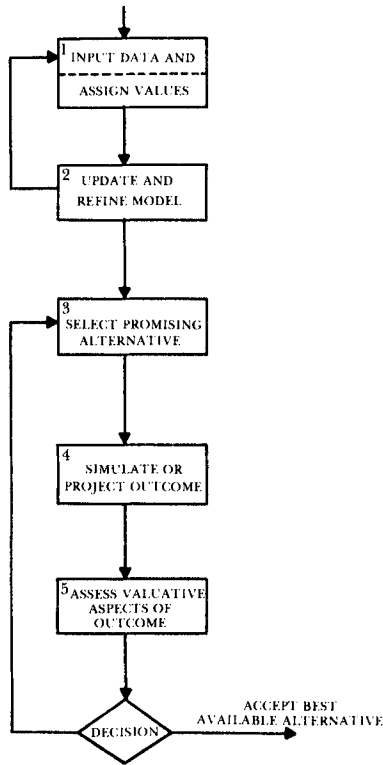 1 INPUT DATA AND
ASSIGN VALUES
2 UPDATE AND
REFINE MODEL
3
SELECT PROMISING
ALTERNATIVE
4
SIMULATE OR
PROJECT OUTCOME
5 ASSESS VALUATIVE
ASPECTS OF
OUTCOME
DECISION
ACCEPT BEST
AVAILABLE ALTERNATIVE